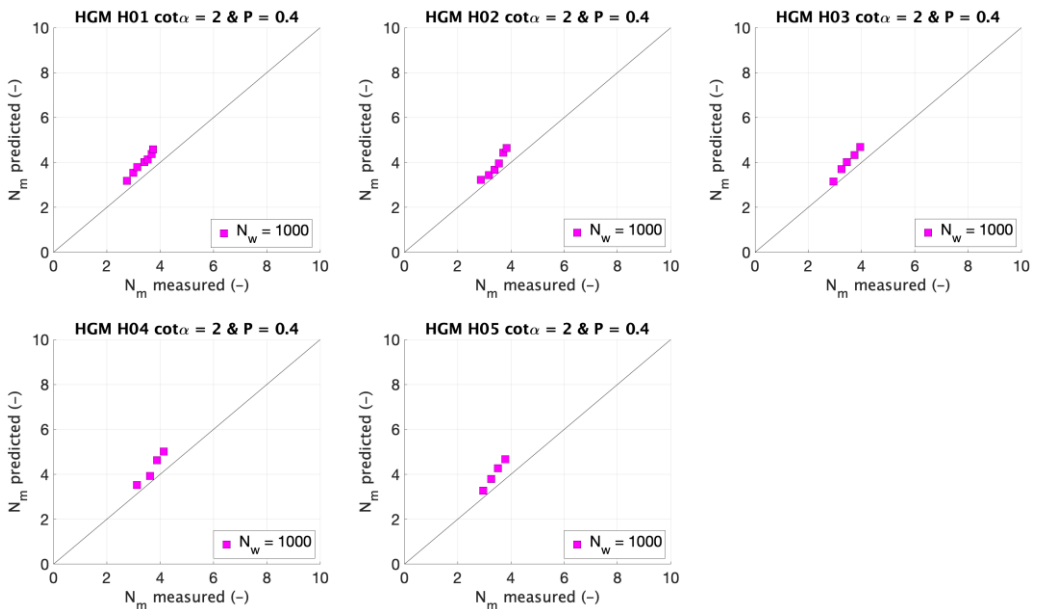 HGM H01 cotα = 2 & P = 0.4
10
8
6
4
2
0
N_m predicted (-)
N_w = 1000
0 2 4 6 8 10
N_m measured (-)
HGM H02 cotα = 2 & P = 0.4
10
8
6
4
2
0
N_m predicted (-)
N_w = 1000
0 2 4 6 8 10
N_m measured (-)
HGM H03 cotα = 2 & P = 0.4
10
8
6
4
2
0
N_m predicted (-)
N_w = 1000
0 2 4 6 8 10
N_m measured (-)
HGM H04 cotα = 2 & P = 0.4
10
8
6
4
2
0
N_m predicted (-)
N_w = 1000
0 2 4 6 8 10
N_m measured (-)
HGM H05 cotα = 2 & P = 0.4
10
8
6
4
2
0
N_m predicted (-)
N_w = 1000
0 2 4 6 8 10
N_m measured (-)